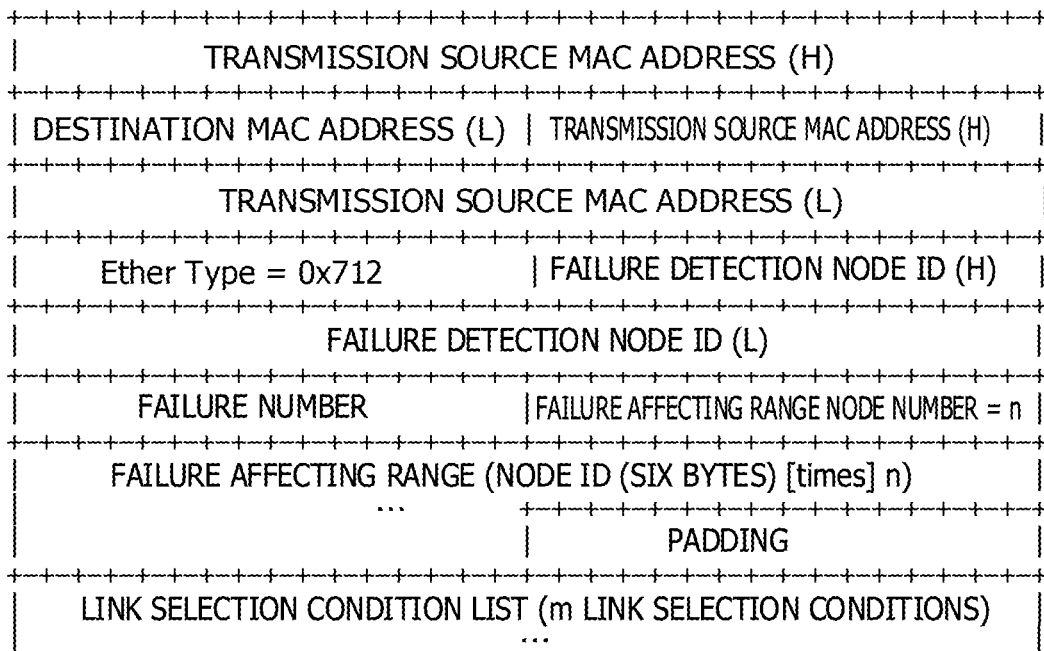 TRANSMISSION SOURCE MAC ADDRESS (H)
DESTINATION MAC ADDRESS (L) | TRANSMISSION SOURCE MAC ADDRESS (H)
TRANSMISSION SOURCE MAC ADDRESS (L)
Ether Type = 0x712 | FAILURE DETECTION NODE ID (H)
FAILURE DETECTION NODE ID (L)
FAILURE NUMBER | FAILURE AFFECTING RANGE NODE NUMBER = n
FAILURE AFFECTING RANGE (NODE ID (SIX BYTES) [times] n)
...
PADDING
LINK SELECTION CONDITION LIST (m LINK SELECTION CONDITIONS)
...